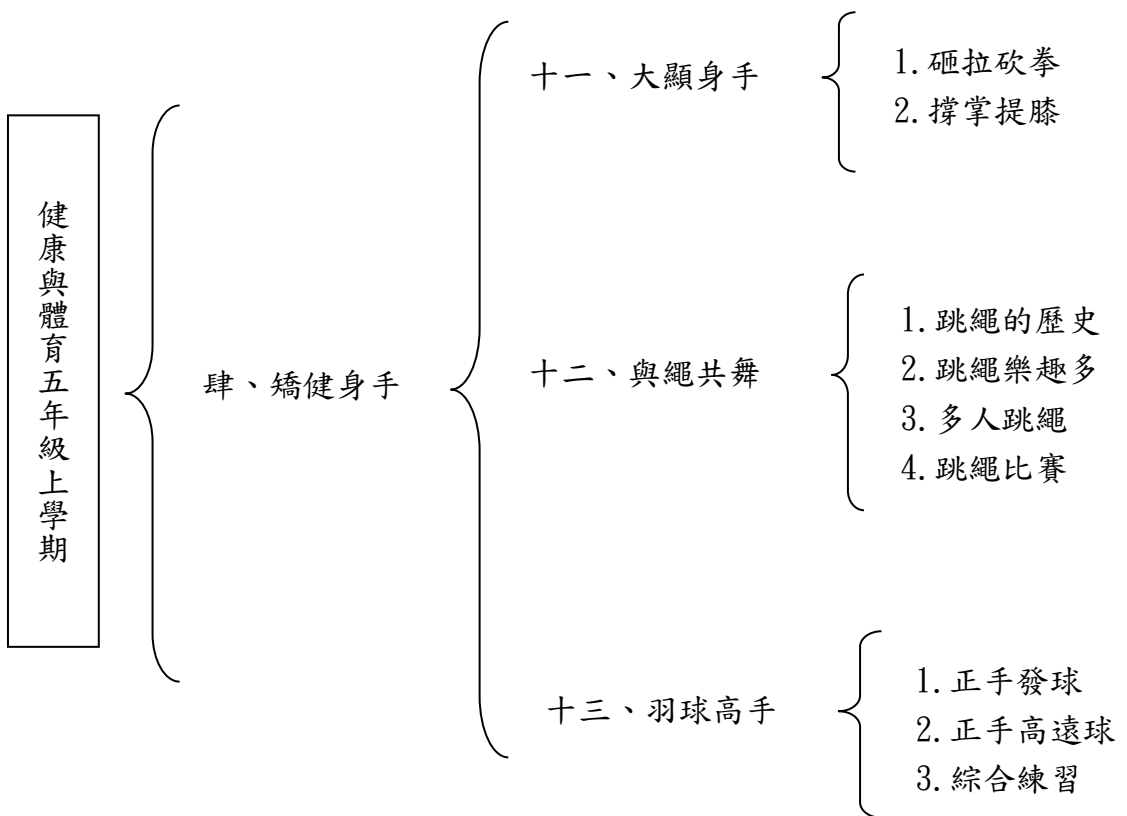 健康與體育五年級上學期
肆、矯健身手
十一、大顯身手
1.砸拉砍拳
2.撐掌提膝
十二、與繩共舞
1.跳繩的歷史
2.跳繩樂趣多
3.多人跳繩
4.跳繩比賽
十三、羽球高手
1.正手發球
2.正手高遠球
3.綜合練習